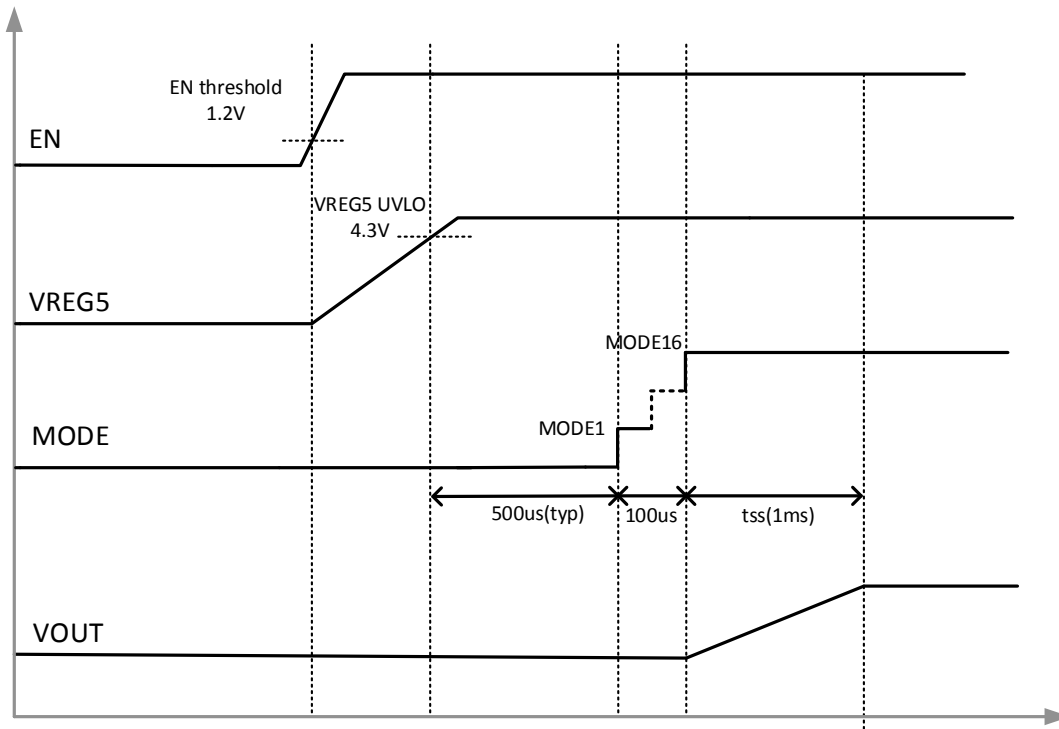 EN threshold
1.2V
EN
VREG5 UVLO
4.3V
VREG5
MODE16
MODE1
MODE
500us(typ)
100us
tss(1ms)
VOUT